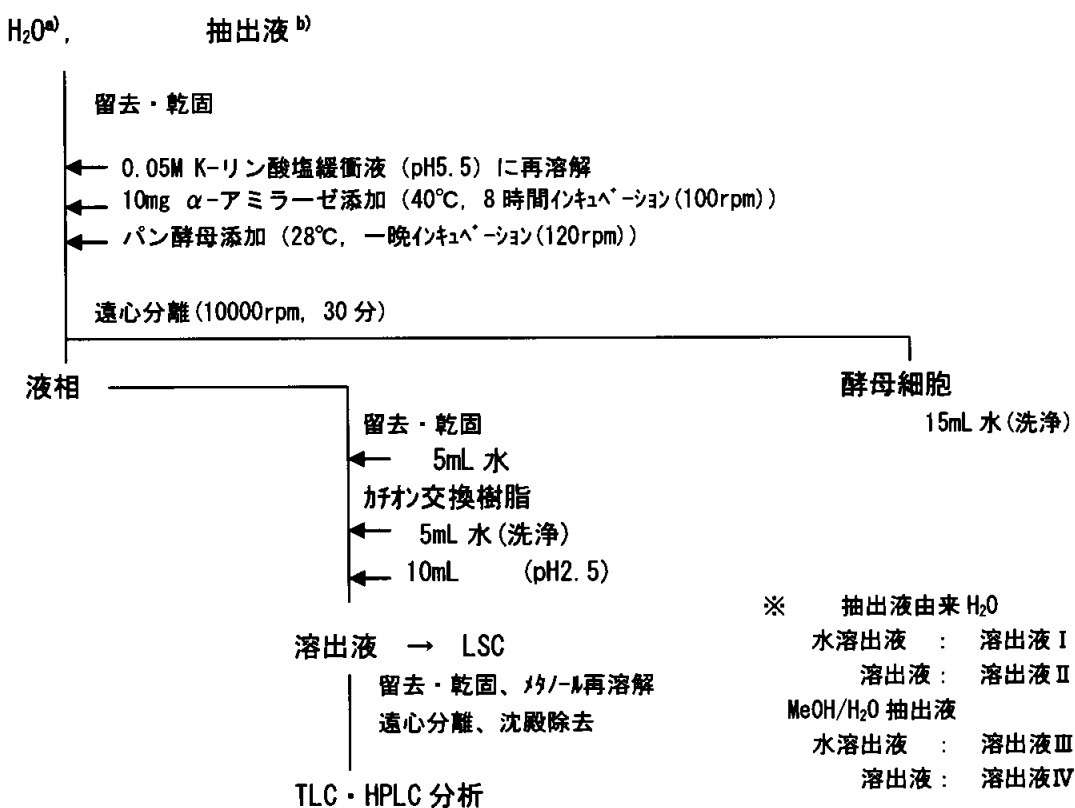 H₂Oᵃ⁾, 抽出液ᵇ⁾
留去・乾固
0.05M K-リン酸塩緩衝液 (pH5.5) に再溶解
10mg α-アミラーゼ添加 (40℃, 8時間ｲﾝｷｭﾍﾞｰｼｮﾝ(100rpm))
パン酵母添加 (28℃, 一晩ｲﾝｷｭﾍﾞｰｼｮﾝ(120rpm))
遠心分離(10000rpm, 30分)
液相
酵母細胞
15mL 水(洗浄)
留去・乾固
5mL 水
ｶﾁｵﾝ交換樹脂
5mL 水(洗浄)
10mL (pH2.5)
溶出液 → LSC
留去・乾固、ﾒﾀﾉｰﾙ再溶解
遠心分離、沈殿除去
TLC・HPLC 分析
※ 抽出液由来 H₂O
水溶出液 : 溶出液Ⅰ
溶出液: 溶出液Ⅱ
MeOH/H₂O 抽出液
水溶出液 : 溶出液Ⅲ
溶出液: 溶出液Ⅳ